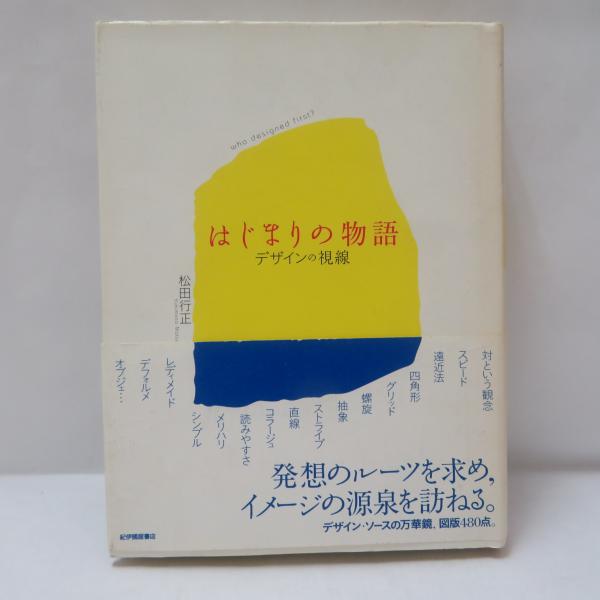 who designed first?
はじまりの物語
デザインの視線
松田行正
対という観念
スピード
遠近法
四角形
グリッド
螺旋
抽象
ストライプ
直線
コラージュ
読みやすさ
メリハリ
シンプル
レディメイド
デフォルメ
オブジェ…
発想のルーツを求め,
イメージの源泉を訪ねる。
デザイン・ソースの万華鏡,図版480点。
紀伊國屋書店